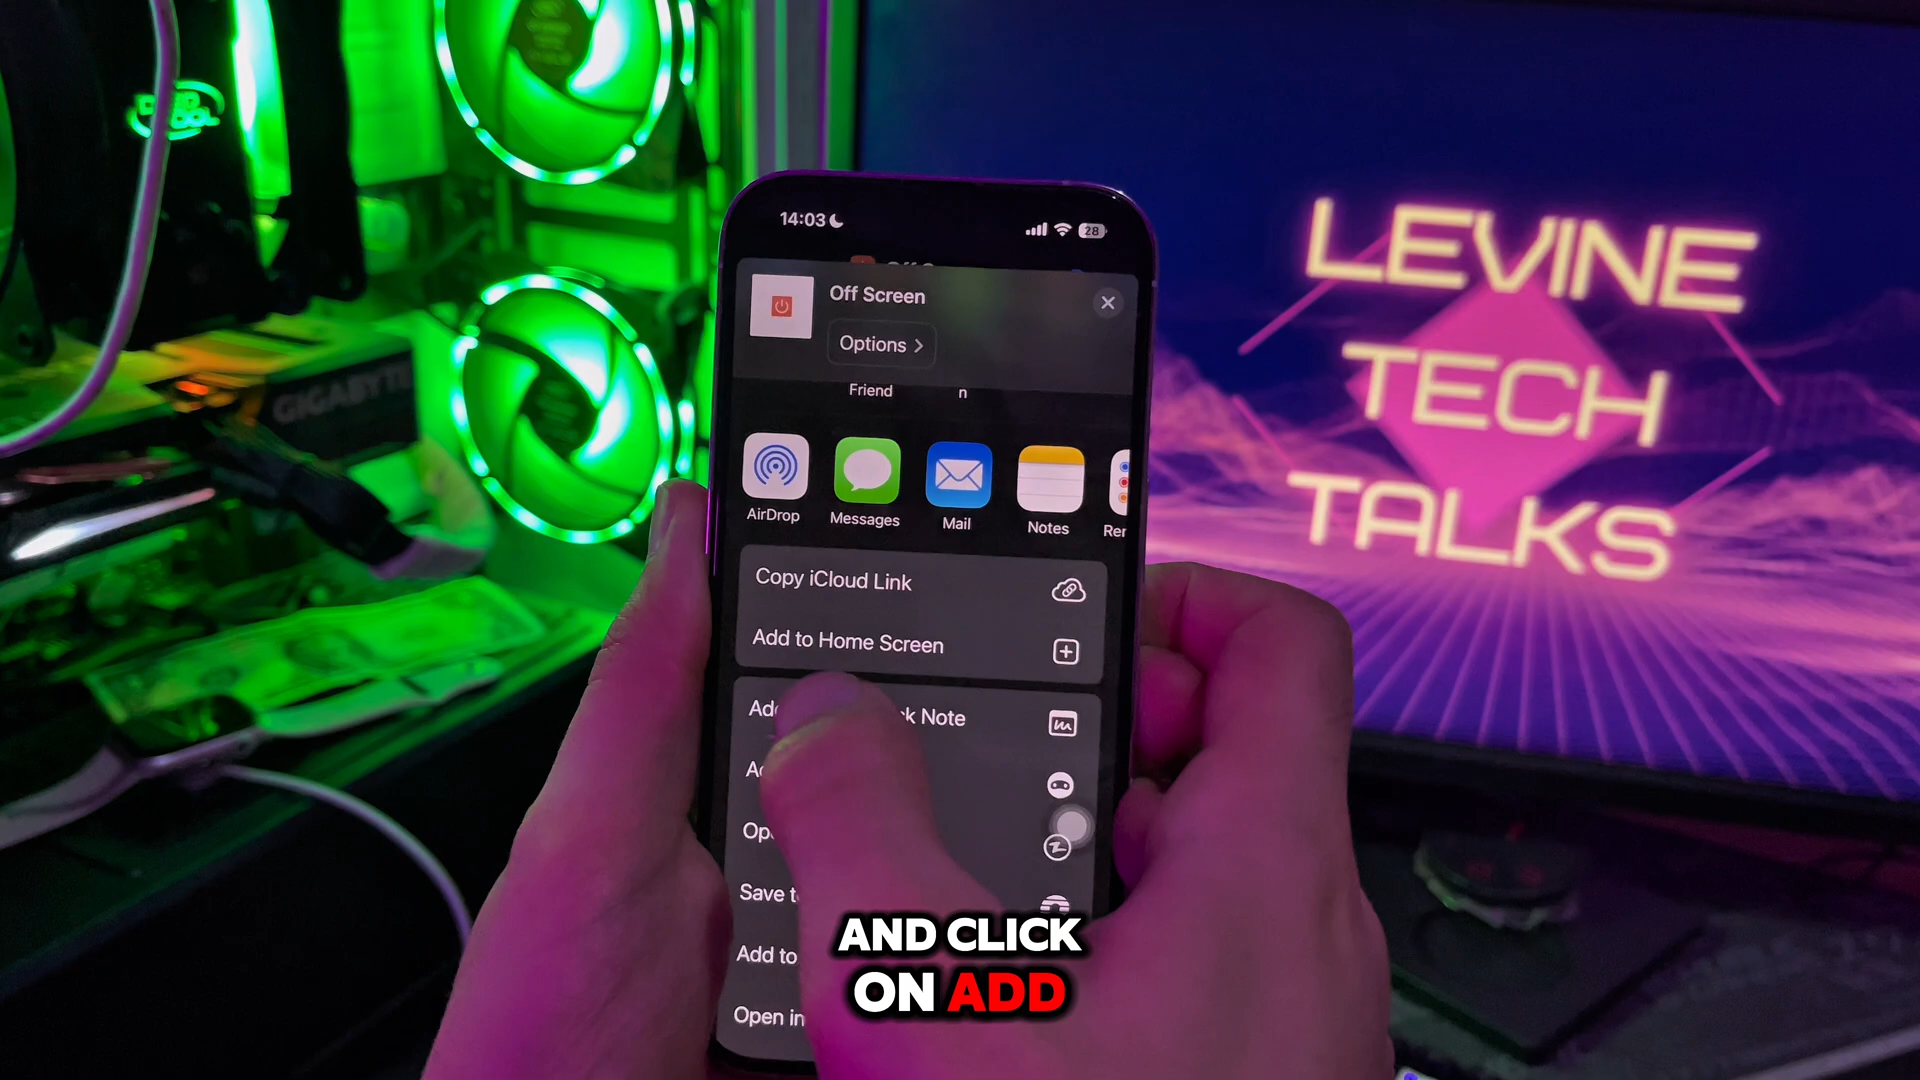 14:03
28
Off Screen
Options
Friend
n
AirDrop
Messages
Mail
Notes
Copy iCloud Link
Add to Home Screen
k Note
Save t
Add to
Open in
GIGABYTE
LEVINE
TECH
TALKS
AND CLICK
ON ADD